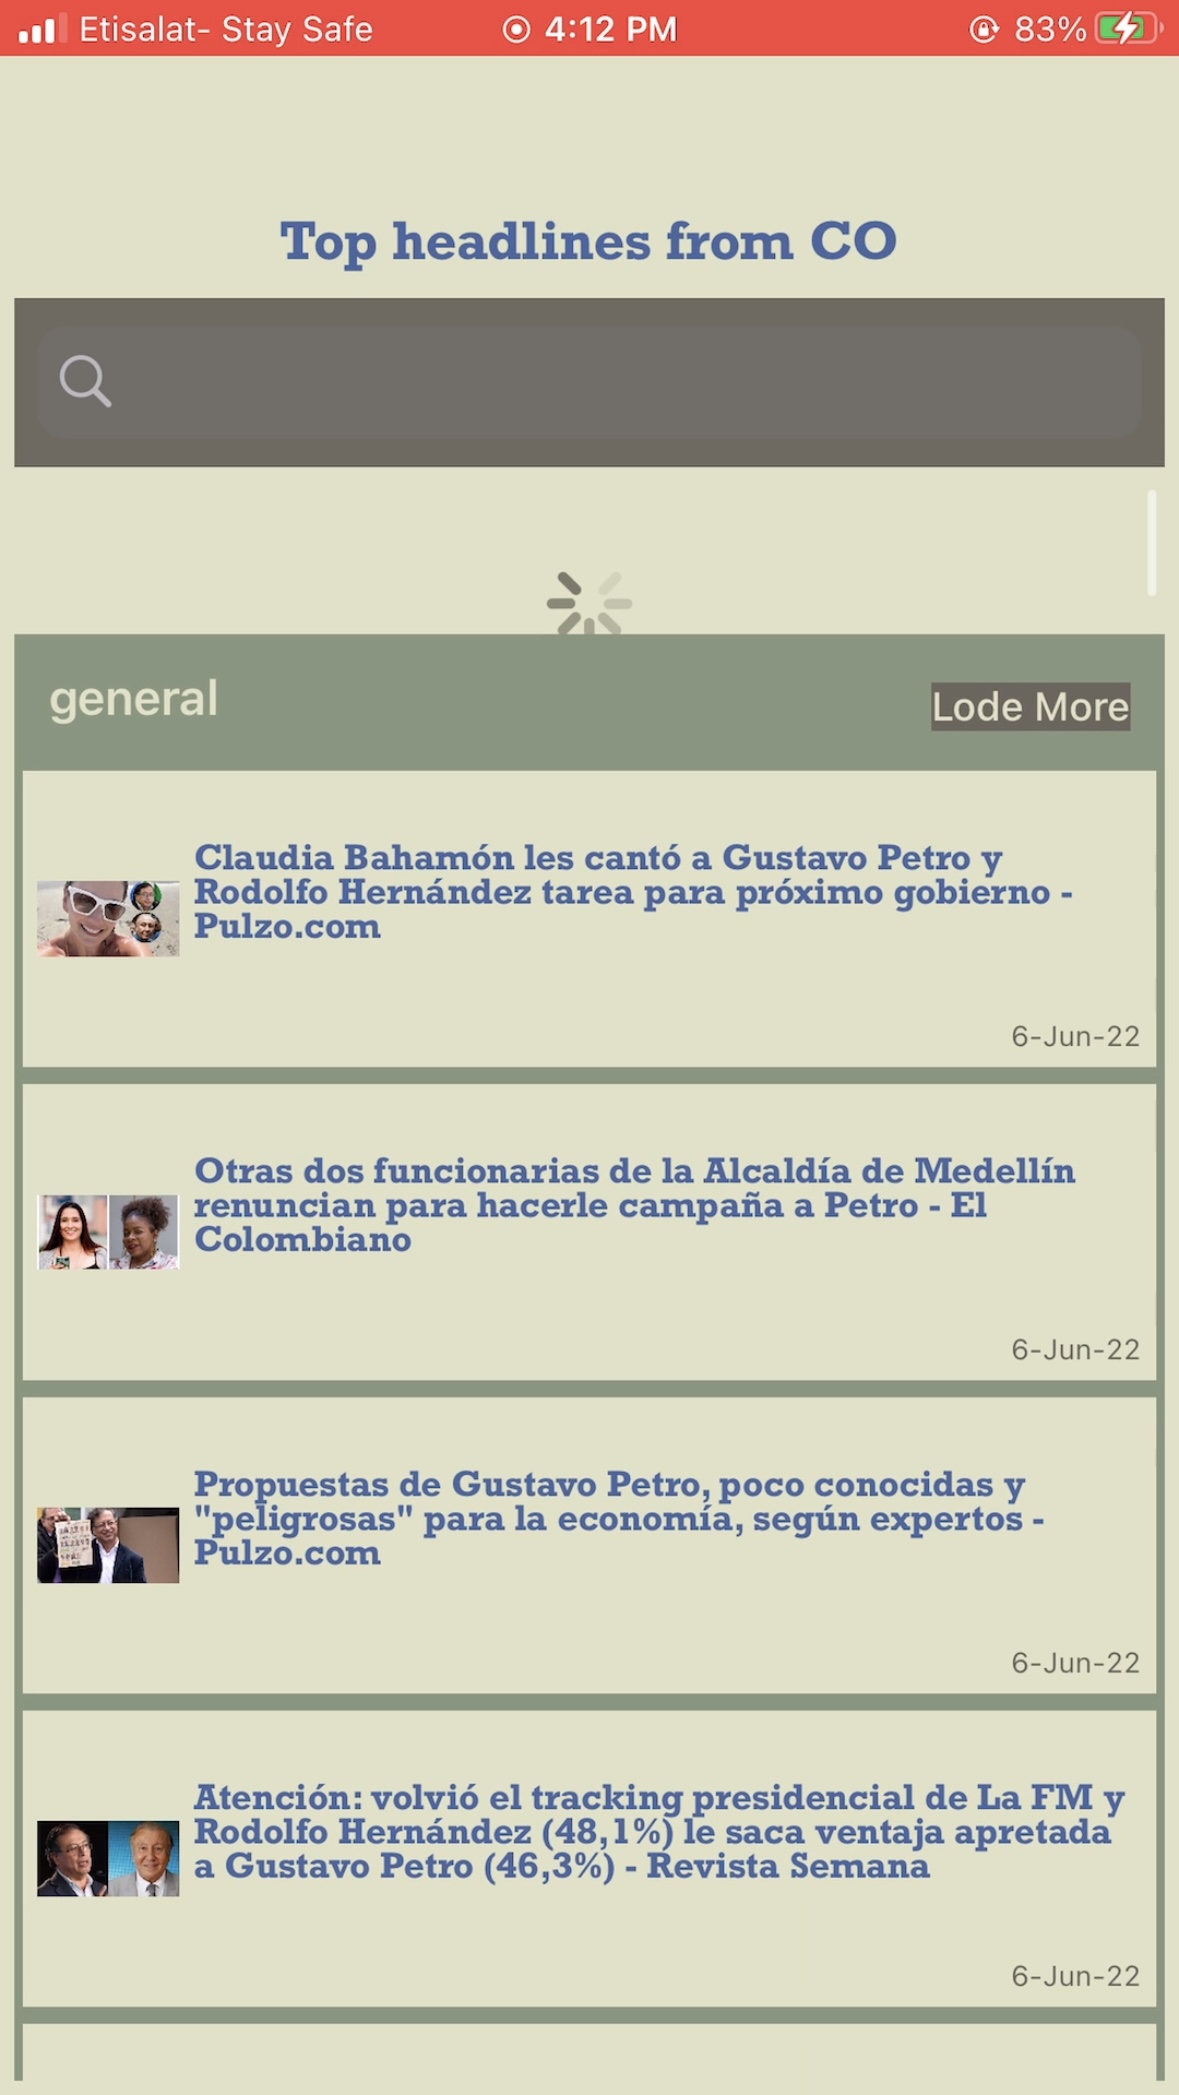 Etisalat- Stay Safe 4:12 PM 83%
Top headlines from CO
general
Lode More
Claudia Bahamón les cantó a Gustavo Petro y
Rodolfo Hernández tarea para próximo gobierno -
Pulzo.com
6-Jun-22
Otras dos funcionarias de la Alcaldía de Medellín
renuncian para hacerle campaña a Petro - El
Colombiano
6-Jun-22
Propuestas de Gustavo Petro, poco conocidas y
"peligrosas" para la economía, según expertos -
Pulzo.com
6-Jun-22
Atención: volvió el tracking presidencial de La FM y
Rodolfo Hernández (48,1%) le saca ventaja apretada
a Gustavo Petro (46,3%) - Revista Semana
6-Jun-22